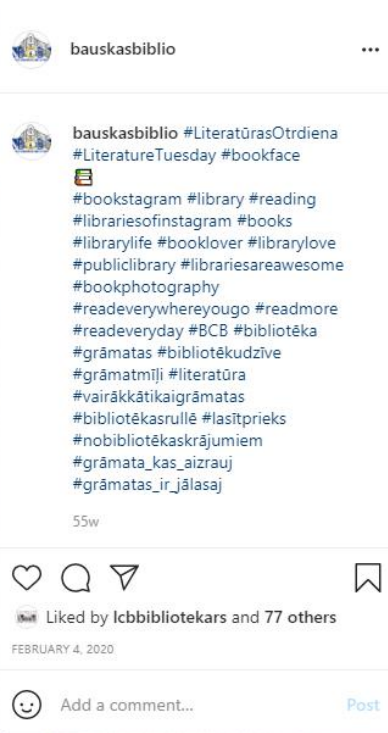 bauskasbiblio
bauskasbiblio #LiteratūrasOtrdiena
#LiteratureTuesday #bookface
#bookstagram #library #reading
#librariesofinstagram #books
#librarylife #booklover #librarylove
#publiclibrary #librariesareawesome
#bookphotography
#readeverywhereyougo #readmore
#readeveryday #BCB #bibliotēka
#grāmatas #bibliotēkudzīve
#grāmatmīļi #literatūra
#vairākkātikaigrāmatas
#bibliotēkasrullē #lasītprieks
#nobibliotēkaskrājumiem
#grāmata_kas_aizrauj
#grāmatas_ir_jālasaj
55w
Liked by lcbbibliotekars and 77 others
FEBRUARY 4, 2020
Add a comment... Post